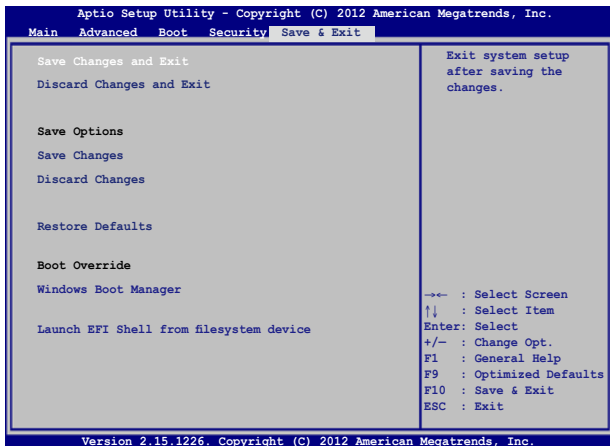 Aptio Setup Utility - Copyright (C) 2012 American Megatrends, Inc.
Main Advanced Boot Security Save & Exit
Save Changes and Exit
Discard Changes and Exit
Save Options
Save Changes
Discard Changes
Restore Defaults
Boot Override
Windows Boot Manager
Launch EFI Shell from filesystem device
Exit system setup
after saving the
changes.
→← : Select Screen
↑↓ : Select Item
Enter: Select
+/— : Change Opt.
F1 : General Help
F9 : Optimized Defaults
F10 : Save & Exit
ESC : Exit
Version 2.15.1226. Copyright (C) 2012 American Megatrends, Inc.